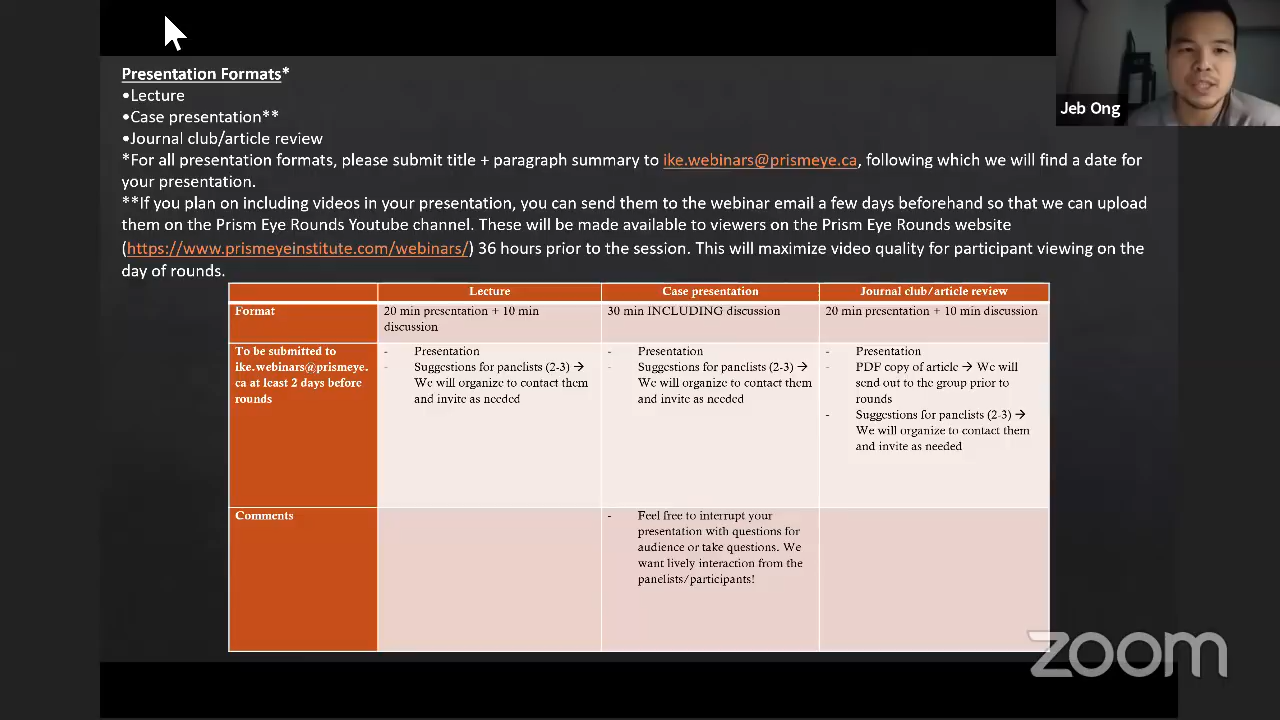 Presentation Formats*
•Lecture
•Case presentation**
•Journal club/article review
*For all presentation formats, please submit title + paragraph summary to ike.webinars@prismeye.ca, following which we will find a date for
your presentation.
**If you plan on including videos in your presentation, you can send them to the webinar email a few days beforehand so that we can upload
them on the Prism Eye Rounds Youtube channel. These will be made available to viewers on the Prism Eye Rounds website
(https://www.prismeyeinstitute.com/webinars/) 36 hours prior to the session. This will maximize video quality for participant viewing on the
day of rounds.
Jeb Ong
Lecture
Case presentation
Journal club/article review
Format
20 min presentation + 10 min
discussion
30 min INCLUDING discussion
20 min presentation + 10 min discussion
To be submitted to
ike.webinars@prismeye.
ca at least 2 days before
rounds
- Presentation
- Suggestions for panelists (2-3) →
We will organize to contact them
and invite as needed
- Presentation
- Suggestions for panelists (2-3) →
We will organize to contact them
and invite as needed
- Presentation
- PDF copy of article → We will
send out to the group prior to
rounds
- Suggestions for panelists (2-3) →
We will organize to contact them
and invite as needed
Comments
- Feel free to interrupt your
presentation with questions for
audience or take questions. We
want lively interaction from the
panelists/participants!
zoom